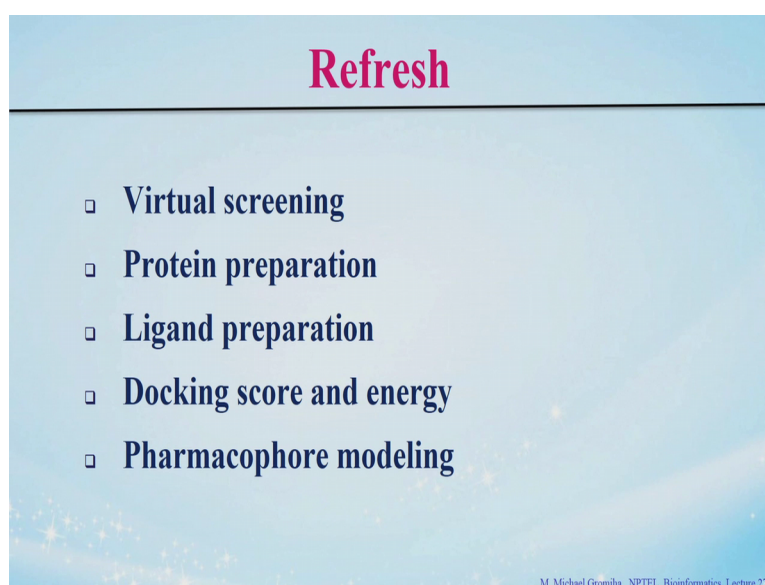 Refresh
Virtual screening
Protein preparation
Ligand preparation
Docking score and energy
Pharmacophore modeling
M. Michael Gromiha, NPTEL, Bioinformatics, Lecture